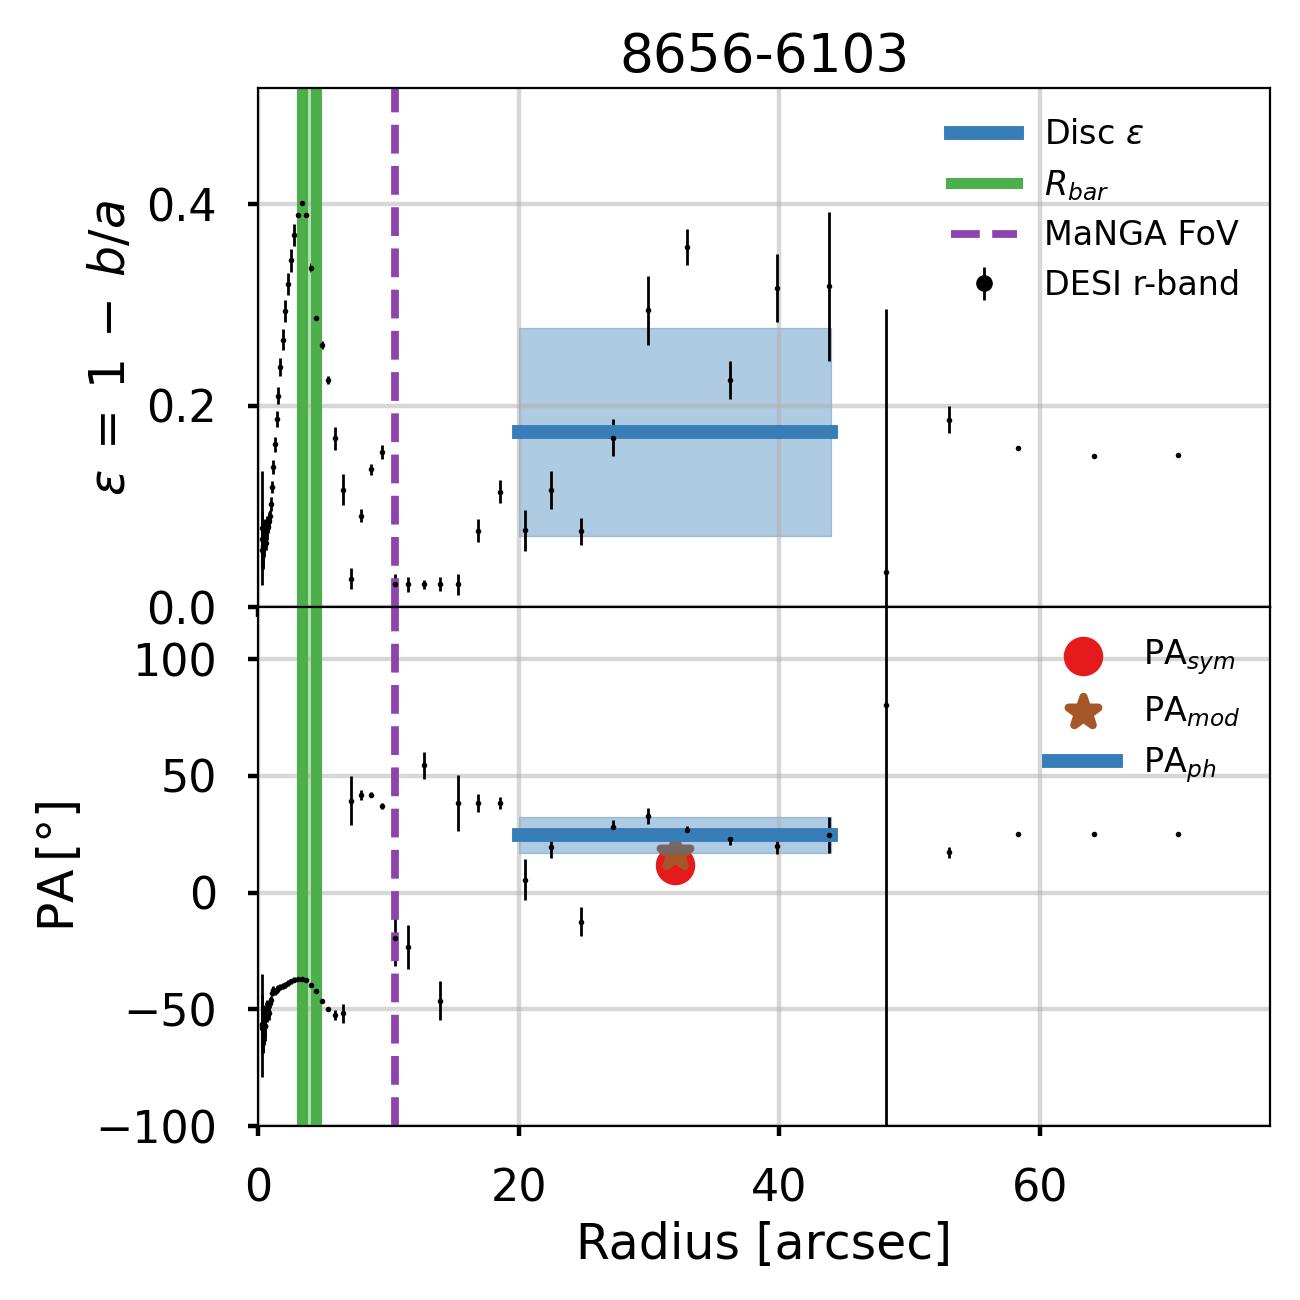 8656-6103
ε = 1 − b/a
0.4
0.2
0.0
Disc ε
R_bar
MaNGA FoV
DESI r-band
PA [°]
100
50
0
−50
−100
PA_sym
PA_mod
PA_ph
0 20 40 60
Radius [arcsec]